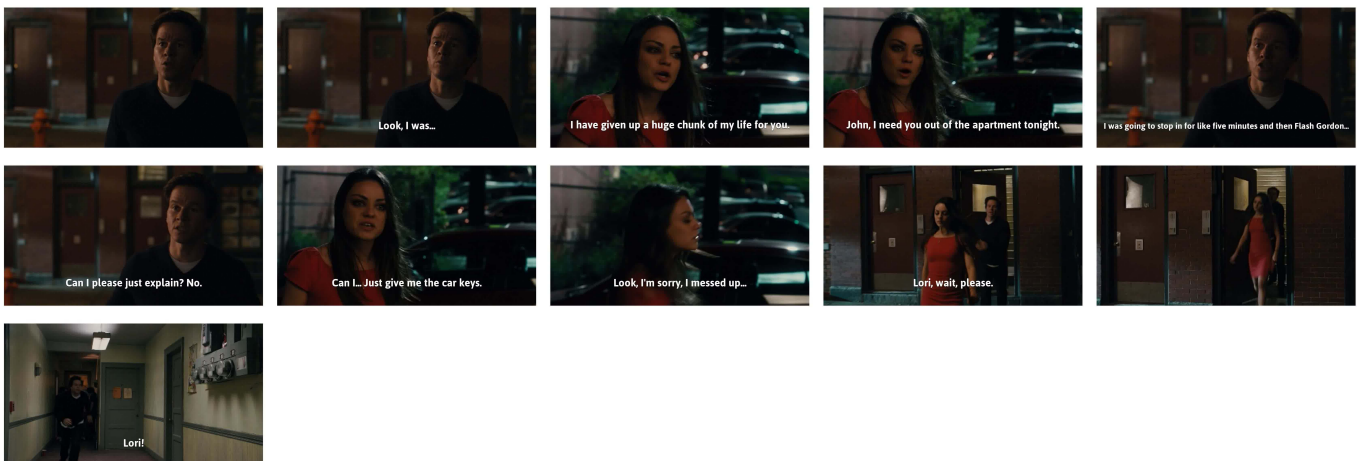 Look, I was...
I have given up a huge chunk of my life for you.
John, I need you out of the apartment tonight.
I was going to stop in for like five minutes and then Flash Gordon...
Can I please just explain? No.
Can I... Just give me the car keys.
Look, I'm sorry, I messed up...
Lori, wait, please.
Lori!